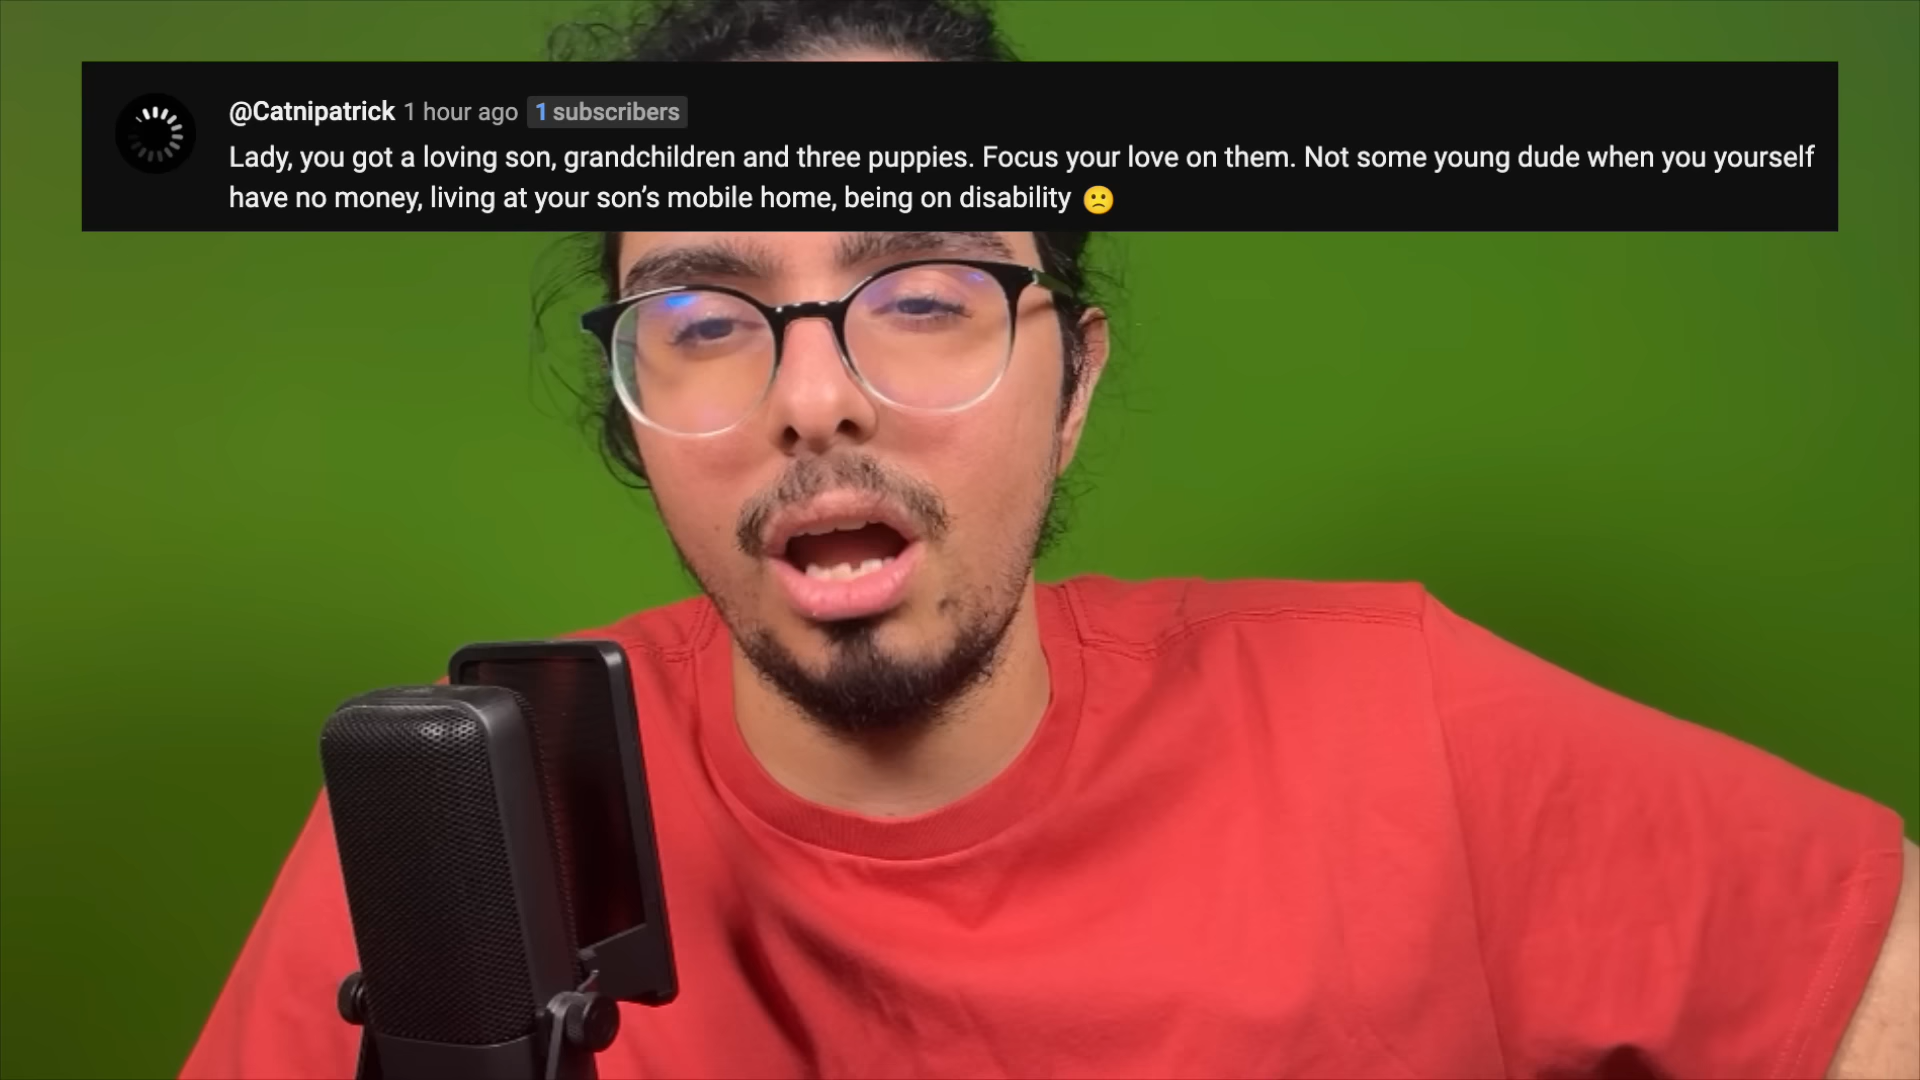 @Catnipatrick 1 hour ago 1 subscribers
Lady, you got a loving son, grandchildren and three puppies. Focus your love on them. Not some young dude when you yourself
have no money, living at your son’s mobile home, being on disability 🙁